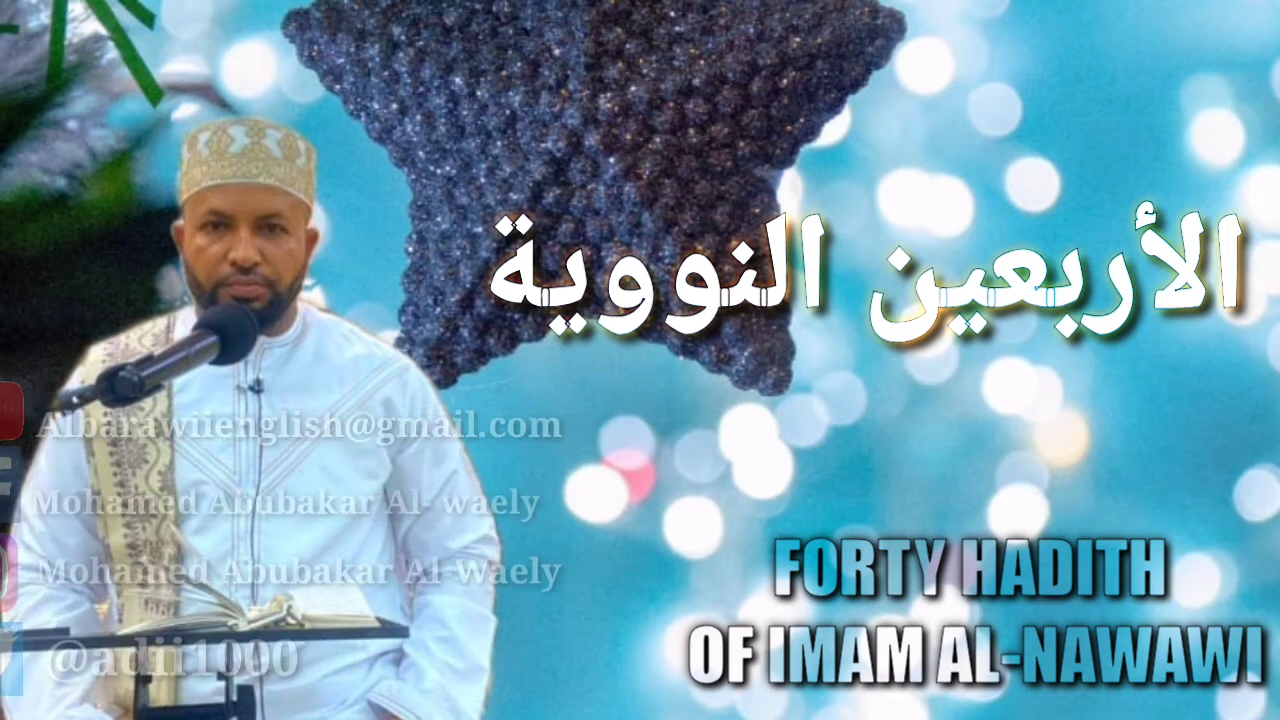 الأربعين النووية
Albarawiienglish@gmail.com
Mohamed Abubakar Al- waely
Mohamed Abubakar Al-Waely
@adii1000
FORTY HADITH
OF IMAM AL-NAWAWI